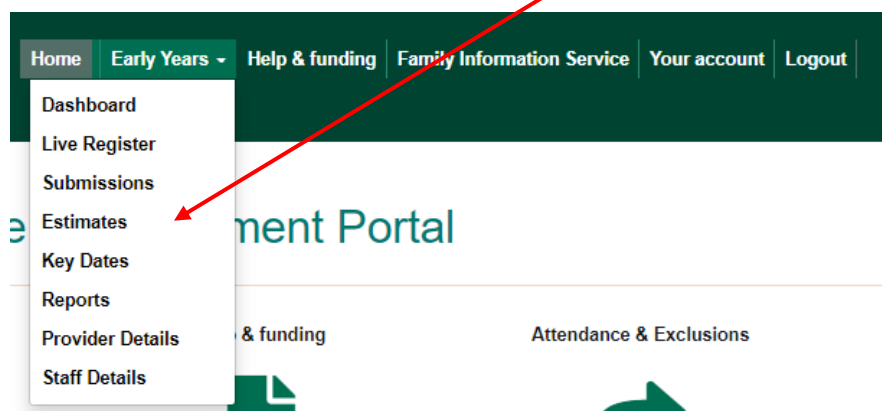 Home Early Years Help & funding Family Information Service Your account Logout
Dashboard
Live Register
Submissions
Estimates
Key Dates
Reports
Provider Details
Staff Details
e ment Portal
& funding Attendance & Exclusions